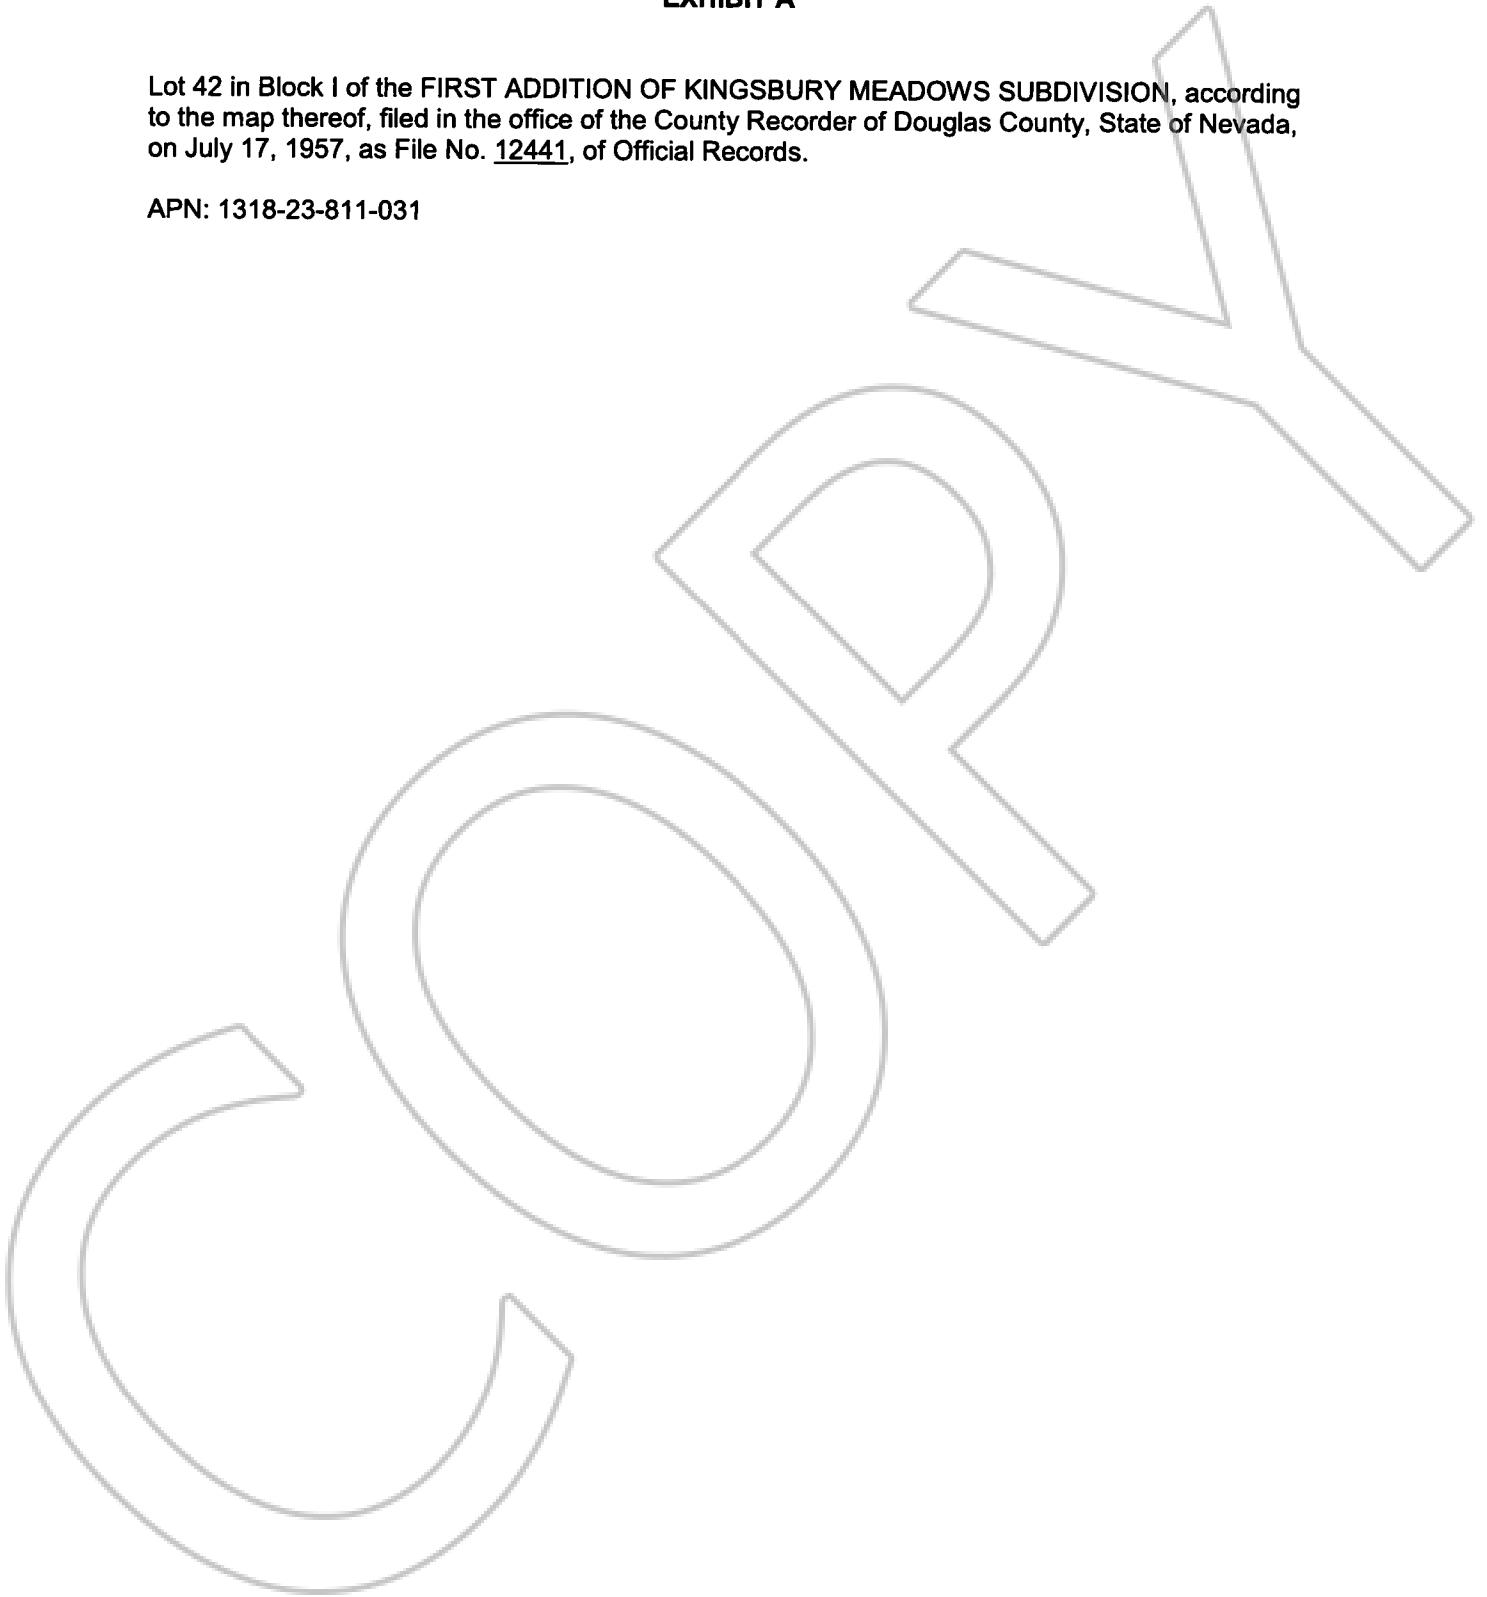 EXHIBIT A
Lot 42 in Block I of the FIRST ADDITION OF KINGSBURY MEADOWS SUBDIVISION, according
to the map thereof, filed in the office of the County Recorder of Douglas County, State of Nevada,
on July 17, 1957, as File No. 12441, of Official Records.
APN: 1318-23-811-031
COPY